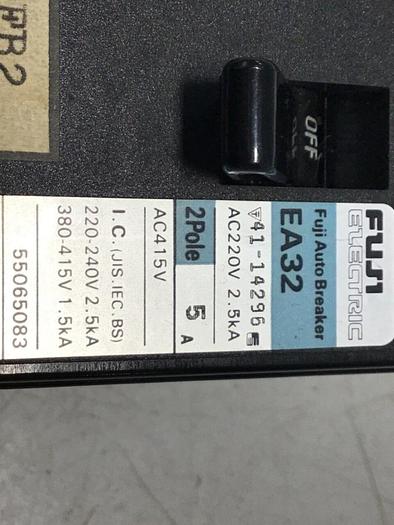 FUJI
ELECTRIC
Fuji Auto Breaker
EA32
41-14296
AC220V 2.5kA
2Pole 5 A
AC415V
I.C. (JIS.IEC.BS)
220-240V 2.5kA
380-415V 1.5kA
55065083
OFF
FB2